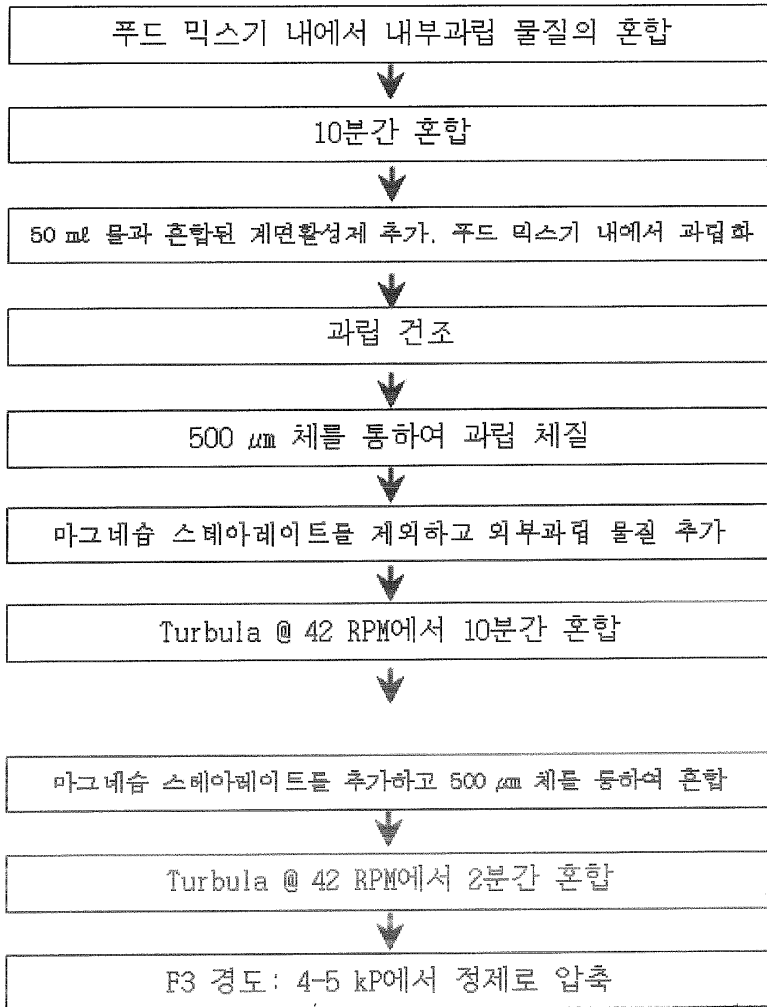 푸드 믹스기 내에서 내부과립 물질의 혼합
10분간 혼합
50 ㎖ 물과 혼합된 계면활성제 추가. 푸드 믹스기 내에서 과립화
과립 건조
500 ㎛ 체를 통하여 과립 체질
마그네슘 스테아레이트를 제외하고 외부과립 물질 추가
Turbula @ 42 RPM에서 10분간 혼합
마그네슘 스테아레이트를 추가하고 500 ㎛ 체를 통하여 혼합
Turbula @ 42 RPM에서 2분간 혼합
F3 경도: 4-5 kP에서 정제로 압축